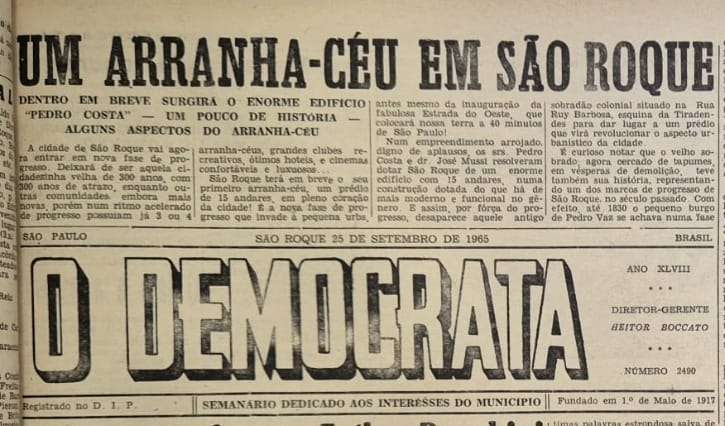 UM ARRANHA-CÉU EM SÃO ROQUE
DENTRO EM BREVE SURGIRÁ O ENORME EDIFÍCIO
"PEDRO COSTA" — UM POUCO DE HISTÓRIA —
ALGUNS ASPECTOS DO ARRANHA-CÉU
A cidade de São Roque vai ago-
ra entrar em nova fase de pro-
gresso. Deixará de ser aquela ci-
dadezinha velha de 300 anos, com
300 anos de atrazo, enquanto ou-
tras comunidades, embora mais
novas, porém num ritmo acelerado
de progresso possuiam já 3 ou 4
arranha-céus, grandes clubes re-
creativos, ótimos hoteis, e cinemas
confortáveis e luxuosos...
São Roque terá em breve o seu
primeiro arranha-céu, um prédio
de 15 andares, em pleno coração
da cidade! É a nova fase de pro-
gresso que invade à pequena urbs,
antes mesmo da inauguração da
fabulosa Estrada do Oeste, que
colocará nossa terra a 40 minutos
de São Paulo!
Num empreendimento arrojado,
digno de aplausos, os srs. Pedro
Costa e dr. José Mussi resolveram
dotar São Roque de um enorme
edifício com 15 andares, numa
construção dotada do que há de
mais moderno e funcional no gê-
nero. E assim, por fôrça do pro-
gresso, desaparece aquele antigo
sobradão colonial situado na Rua
Ruy Barbosa, esquina da Tiraden-
des para dar lugar a um prédio
que virá revolucionar o aspecto ur-
banístico da cidade.
É curioso notar que o velho so-
brado; agora cercado de tapumes,
em vésperas de demolição, teve
também sua história, representan-
do um dos marcos de progresso de
São Roque, no século passado. Com
efeito, até 1830 o pequeno burgo
de Pedro Vaz se achava numa fase
SÃO PAULO
SÃO ROQUE 25 DE SETEMBRO DE 1965
BRASIL
O DEMOCRATA
ANO XLVIII
* * *
DIRETOR-GERENTE
HEITOR BOCCATO
* * *
NÚMERO 2490
Registrado no D. I. P.
SEMANÁRIO DEDICADO AOS INTERÊSSES DO MUNICIPIO
Fundado em 1.º de Maio de 1917
timas palavras estrondosa salva de